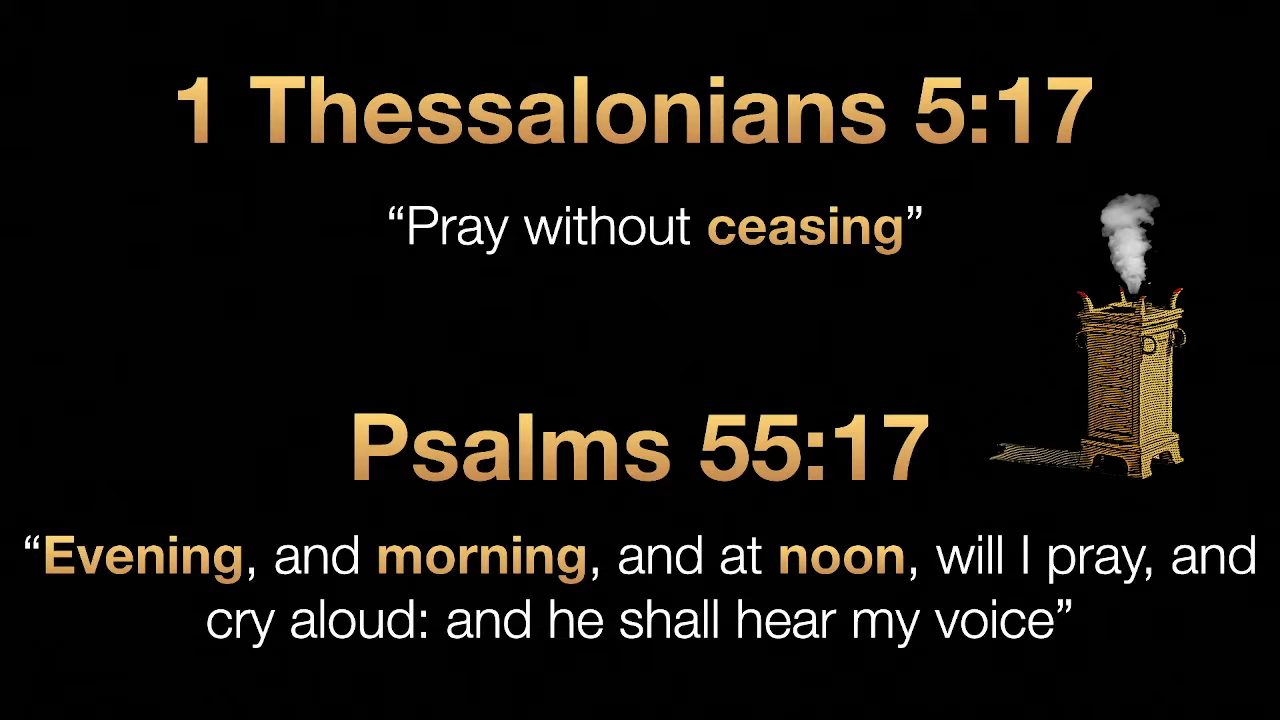 1 Thessalonians 5:17
“Pray without ceasing”
Psalms 55:17
“Evening, and morning, and at noon, will I pray, and
cry aloud: and he shall hear my voice”